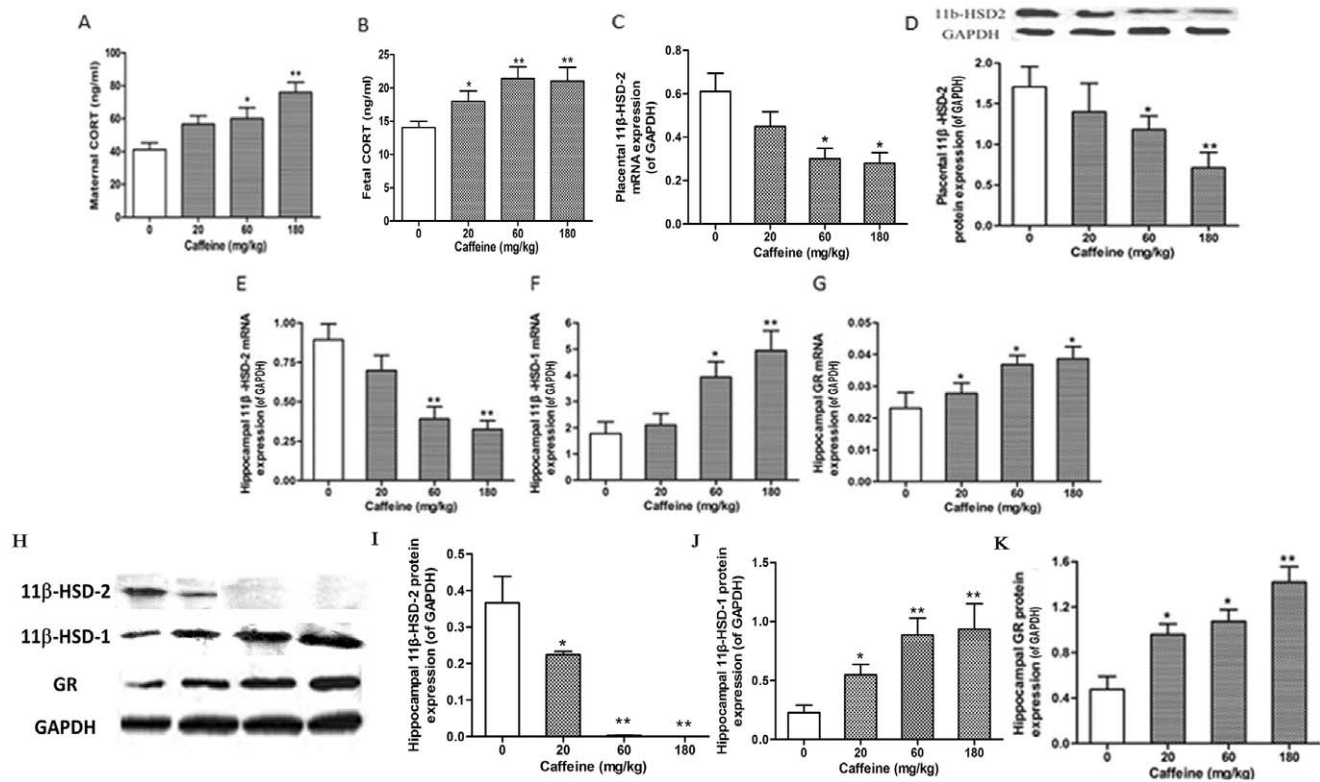 A
Maternal CORT (ng/ml)
100
80
60
40
20
0
*
**
0 20 60 180
Caffeine (mg/kg)
B
Fetal CORT (ng/ml)
25
20
15
10
5
0
*
**
**
0 20 60 180
Caffeine (mg/kg)
C
Placental 11β-HSD-2
mRNA expression
(of GAPDH)
0.8
0.6
0.4
0.2
0.0
*
*
0 20 60 180
Caffeine (mg/kg)
D
11b-HSD2
GAPDH
Placental 11β -HSD-2
protein expression (of GAPDH)
2.0
1.5
1.0
0.5
0.0
*
**
0 20 60 180
Caffeine (mg/kg)
E
Hippocampal 11β -HSD-2 mRNA
expression (of GAPDH)
1.00
0.75
0.50
0.25
0.00
**
**
0 20 60 180
Caffeine (mg/kg)
F
Hippocampal 11β -HSD-1 mRNA
expression (of GAPDH)
6
5
4
3
2
1
0
*
**
0 20 60 180
Caffeine (mg/kg)
G
Hippocampal GR mRNA
expression (of GAPDH)
0.05
0.04
0.03
0.02
0.01
0.00
*
*
*
0 20 60 180
Caffeine (mg/kg)
H
11β-HSD-2
11β-HSD-1
GR
GAPDH
I
Hippocampal 11β-HSD-2 protein
expression (of GAPDH)
0.5
0.4
0.3
0.2
0.1
0.0
*
**
**
0 20 60 180
Caffeine (mg/kg)
J
Hippocampal 11β-HSD-1 protein
expression (of GAPDH)
1.5
1.0
0.5
0.0
*
**
**
0 20 60 180
Caffeine (mg/kg)
K
Hippocampal GR protein
expression (of GAPDH)
1.6
1.2
0.8
0.4
0.0
*
*
**
0 20 60 180
Caffeine (mg/kg)